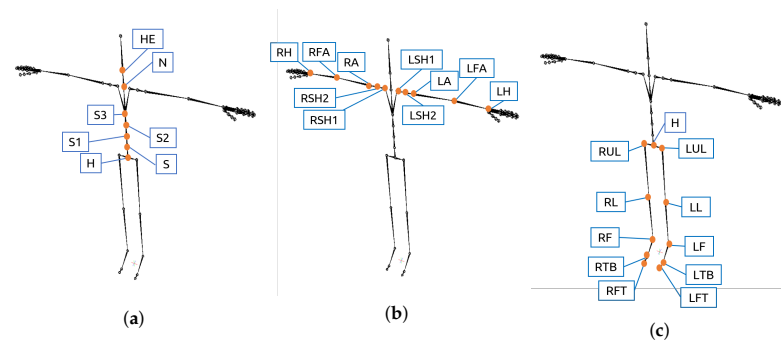 HE
N
S3
S2
S1
H
S
(a)
RH
RFA
RA
LSH1
LFA
LA
LH
RSH2
LSH2
RSH1
(b)
H
RUL
LUL
RL
LL
RF
LF
RTB
LTB
RFT
LFT
(c)